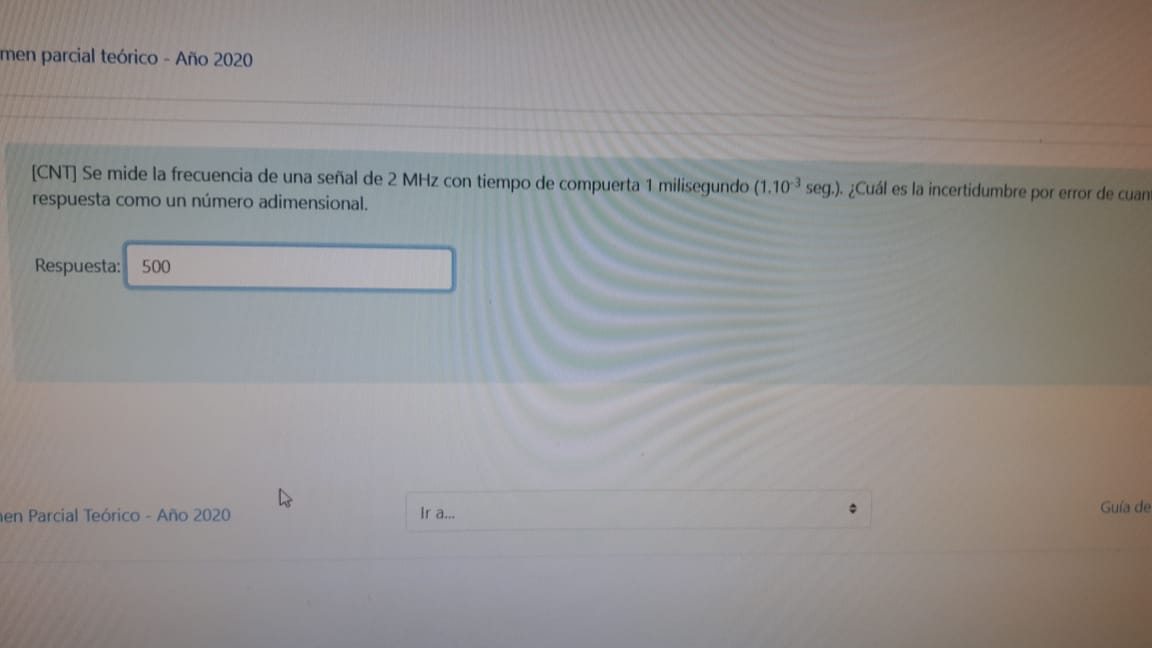 men parcial teórico - Año 2020
[CNT] Se mide la frecuencia de una señal de 2 MHz con tiempo de compuerta 1 milisegundo (1.10⁻³ seg.). ¿Cuál es la incertidumbre por error de cuan
respuesta como un número adimensional.
Respuesta: 500
en Parcial Teórico - Año 2020
Ir a...
Guía de